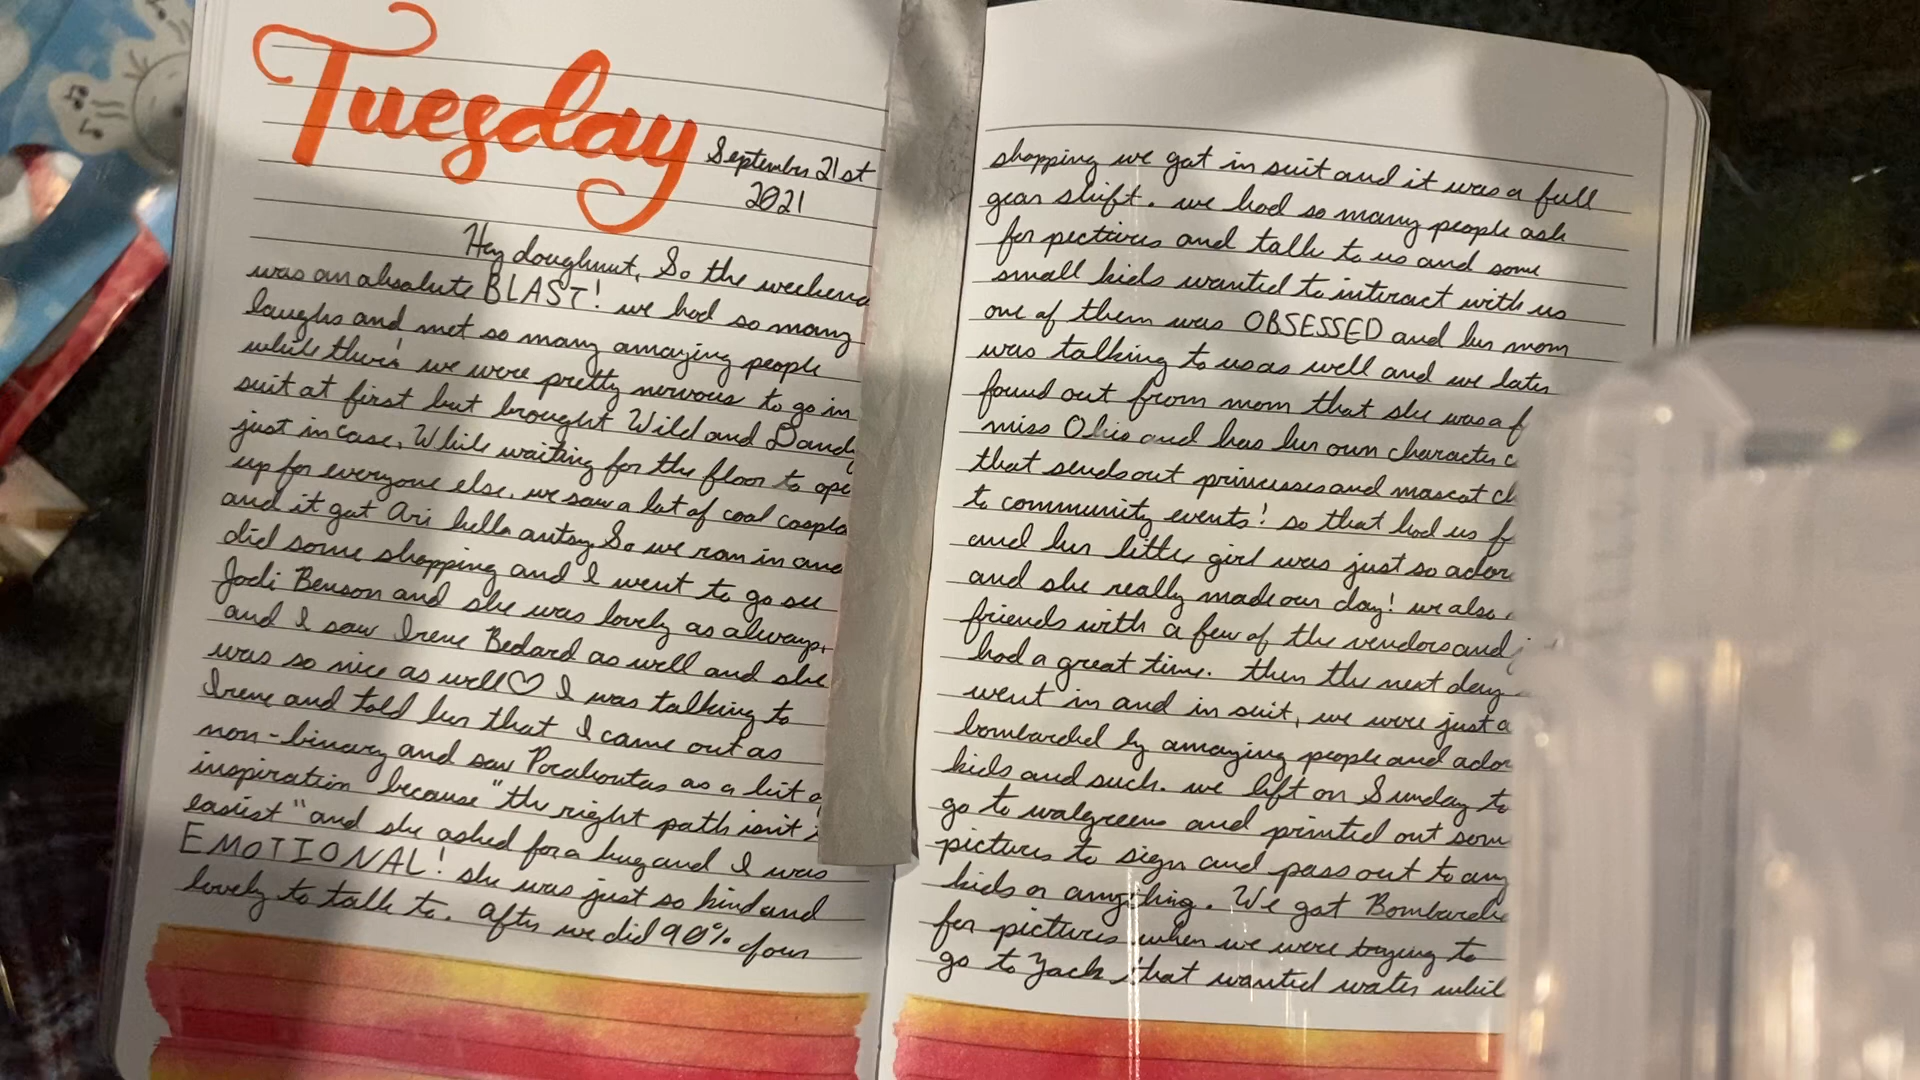 Tuesday
September 21st
2021
Hey doughnut, So the weekend
was an absolute BLAST! we had so many
laughs and met so many amazing people
while there! we were pretty nervous to go in
suit at first but brought Wild and Dandy
just in case. While waiting for the floor to ope
up for everyone else, we saw a lot of cool cospla
and it got Ari hella antsy So we ran in and
did some shopping and I went to go see
Jodi Benson and she was lovely as always,
and I saw Irene Bedard as well and she
was so nice as well♡ I was talking to
Irene and told her that I came out as
non-binary and saw Pocahontas as a bit o
inspiration because "the right path isnt
easist" and she asked for a hug and I was
EMOTIONAL! she was just so kind and
lovely to talk to. After we did 90% of our
shopping we got in suit and it was a full
gear shift. we had so many people ask
for pectures and talk to us and some
small kids wanted to interact with us
one of them was OBSESSED and her mom
was talking to us as well and we later
found out from mom that she was a f
miss Ohio and has her own character c
that sends out princesses and mascot ch
to community events! so that had us f
and her little girl was just so ador
and she really made our day! we also
friends with a few of the vendors and j
had a great time. Then the next day
went in and in suit, we were just a
bombarded by amazing people and ador
kids and such. we left on Sunday to
go to walgreens and printed out som
pictures to sign and pass out to any
kids or anything. We got Bombarde
for pictures when we were trying to
go to Zach that wanted water whil